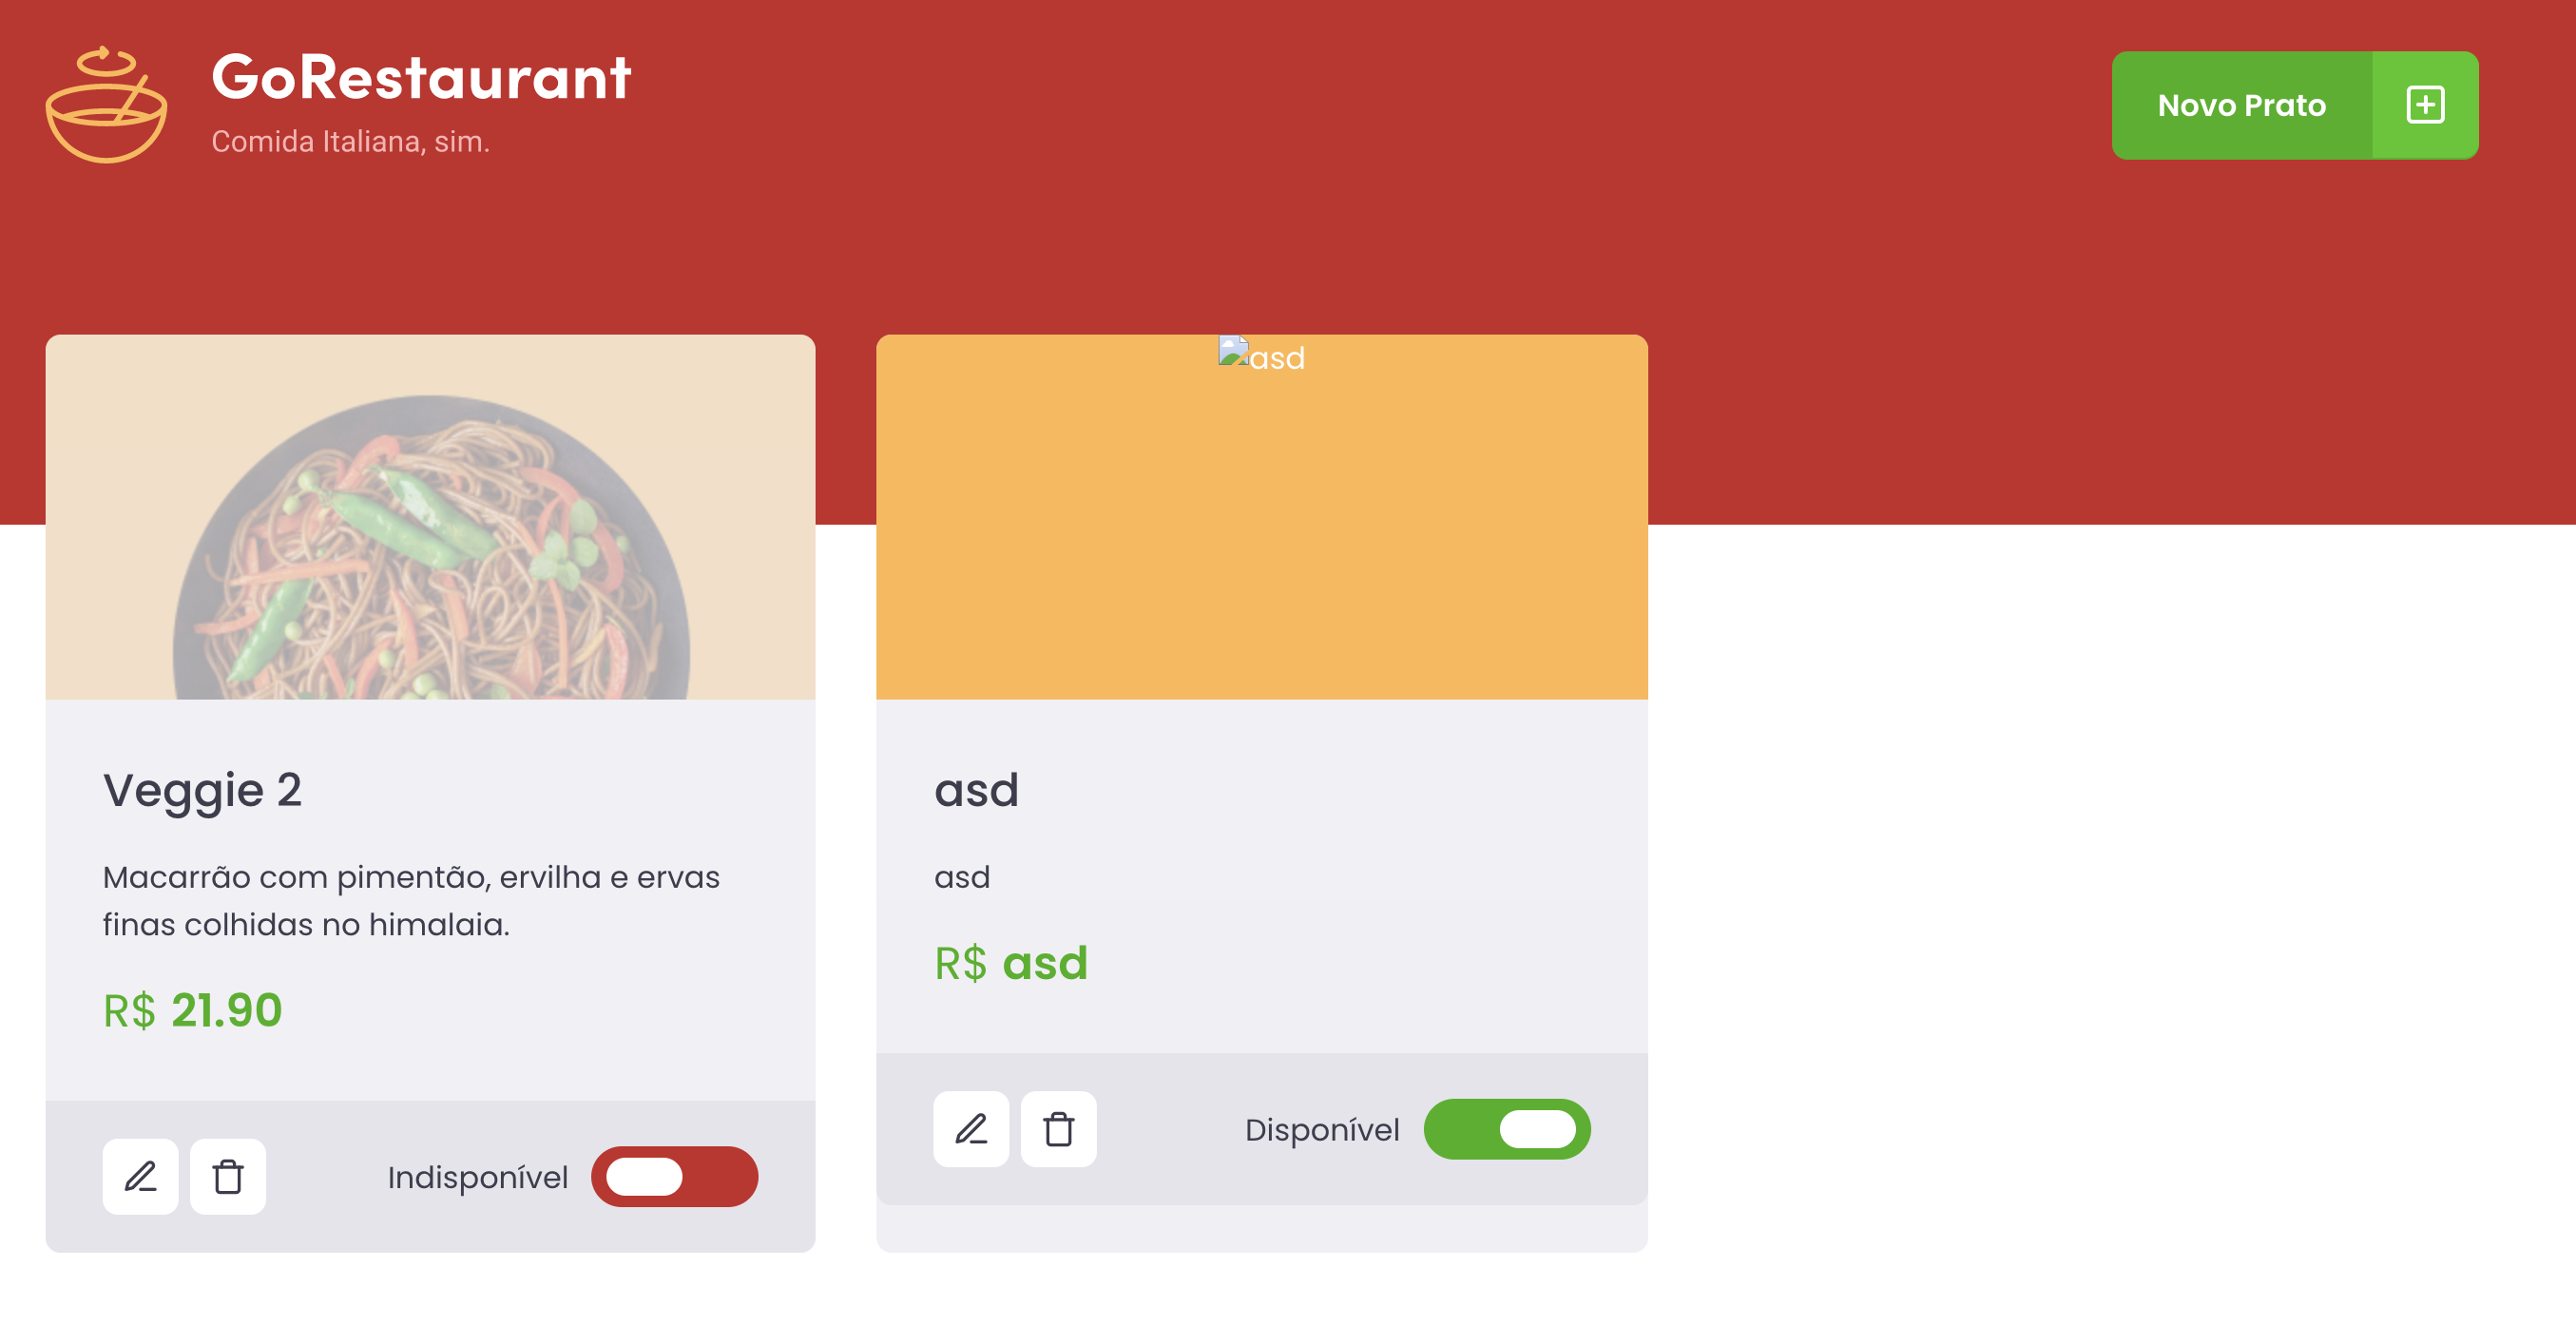 GoRestaurant
Comida Italiana, sim.
Novo Prato
asd
Veggie 2
Macarrão com pimentão, ervilha e ervas
finas colhidas no himalaia.
R$ 21.90
Indisponível
asd
asd
R$ asd
Disponível